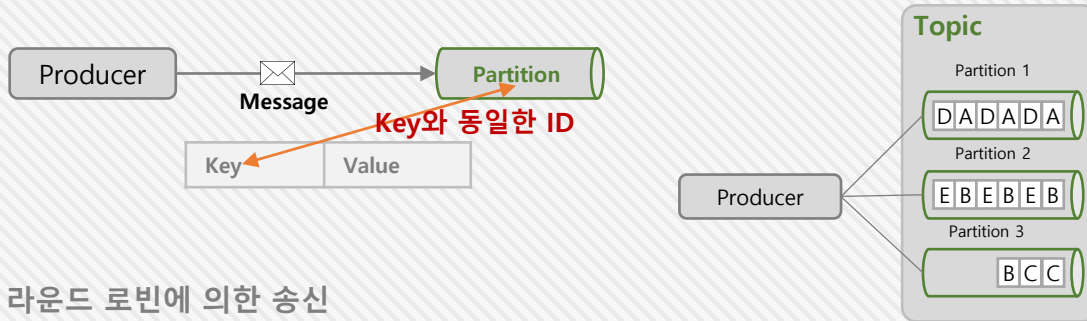 Topic
Producer
Partition
Message
Key와 동일한 ID
Key
Value
Partition 1
D A D A D A
Partition 2
Producer
E B E B E B
Partition 3
B C C
라운드 로빈에 의한 송신